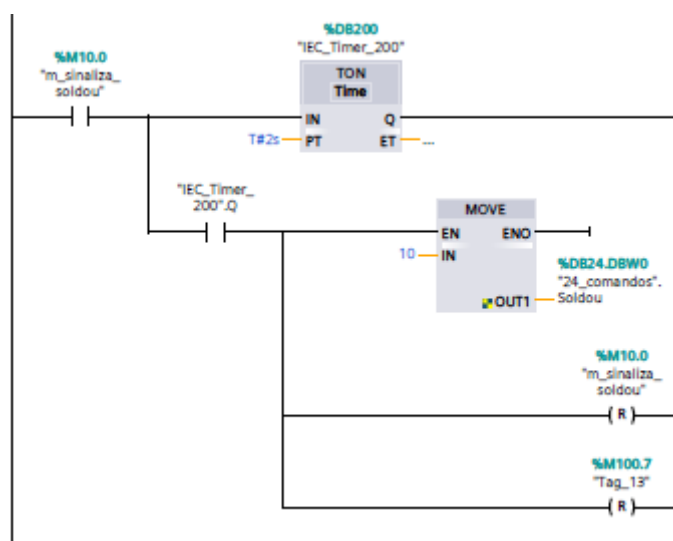 %DB200
"IEC_Timer_200"
%M10.0
"m_sinaliza_
soldou"
TON
Time
IN Q
T#2s PT ET ...
"IEC_Timer_
200".Q
MOVE
EN ENO
10 IN
%DB24.DBW0
"24_comandos".
OUT1 Soldou
%M10.0
"m_sinaliza_
soldou"
( R )
%M100.7
"Tag_13"
( R )